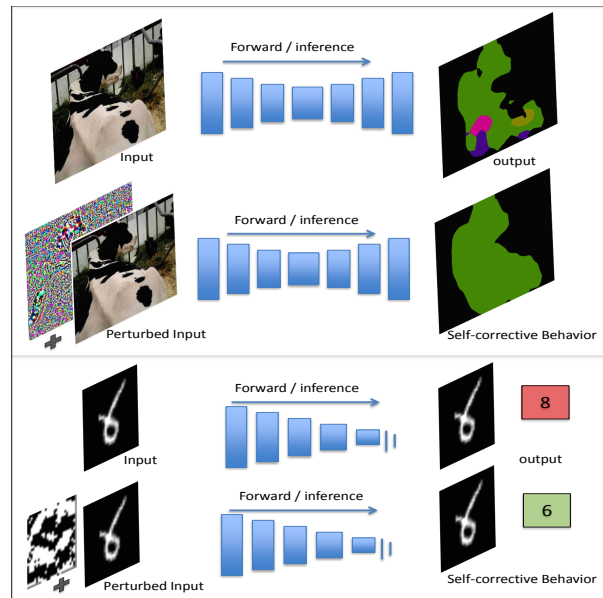 Forward / inference
Input
output
Forward / inference
Perturbed Input
Self-corrective Behavior
Forward / inference
8
Input
output
Forward / inference
6
Perturbed Input
Self-corrective Behavior